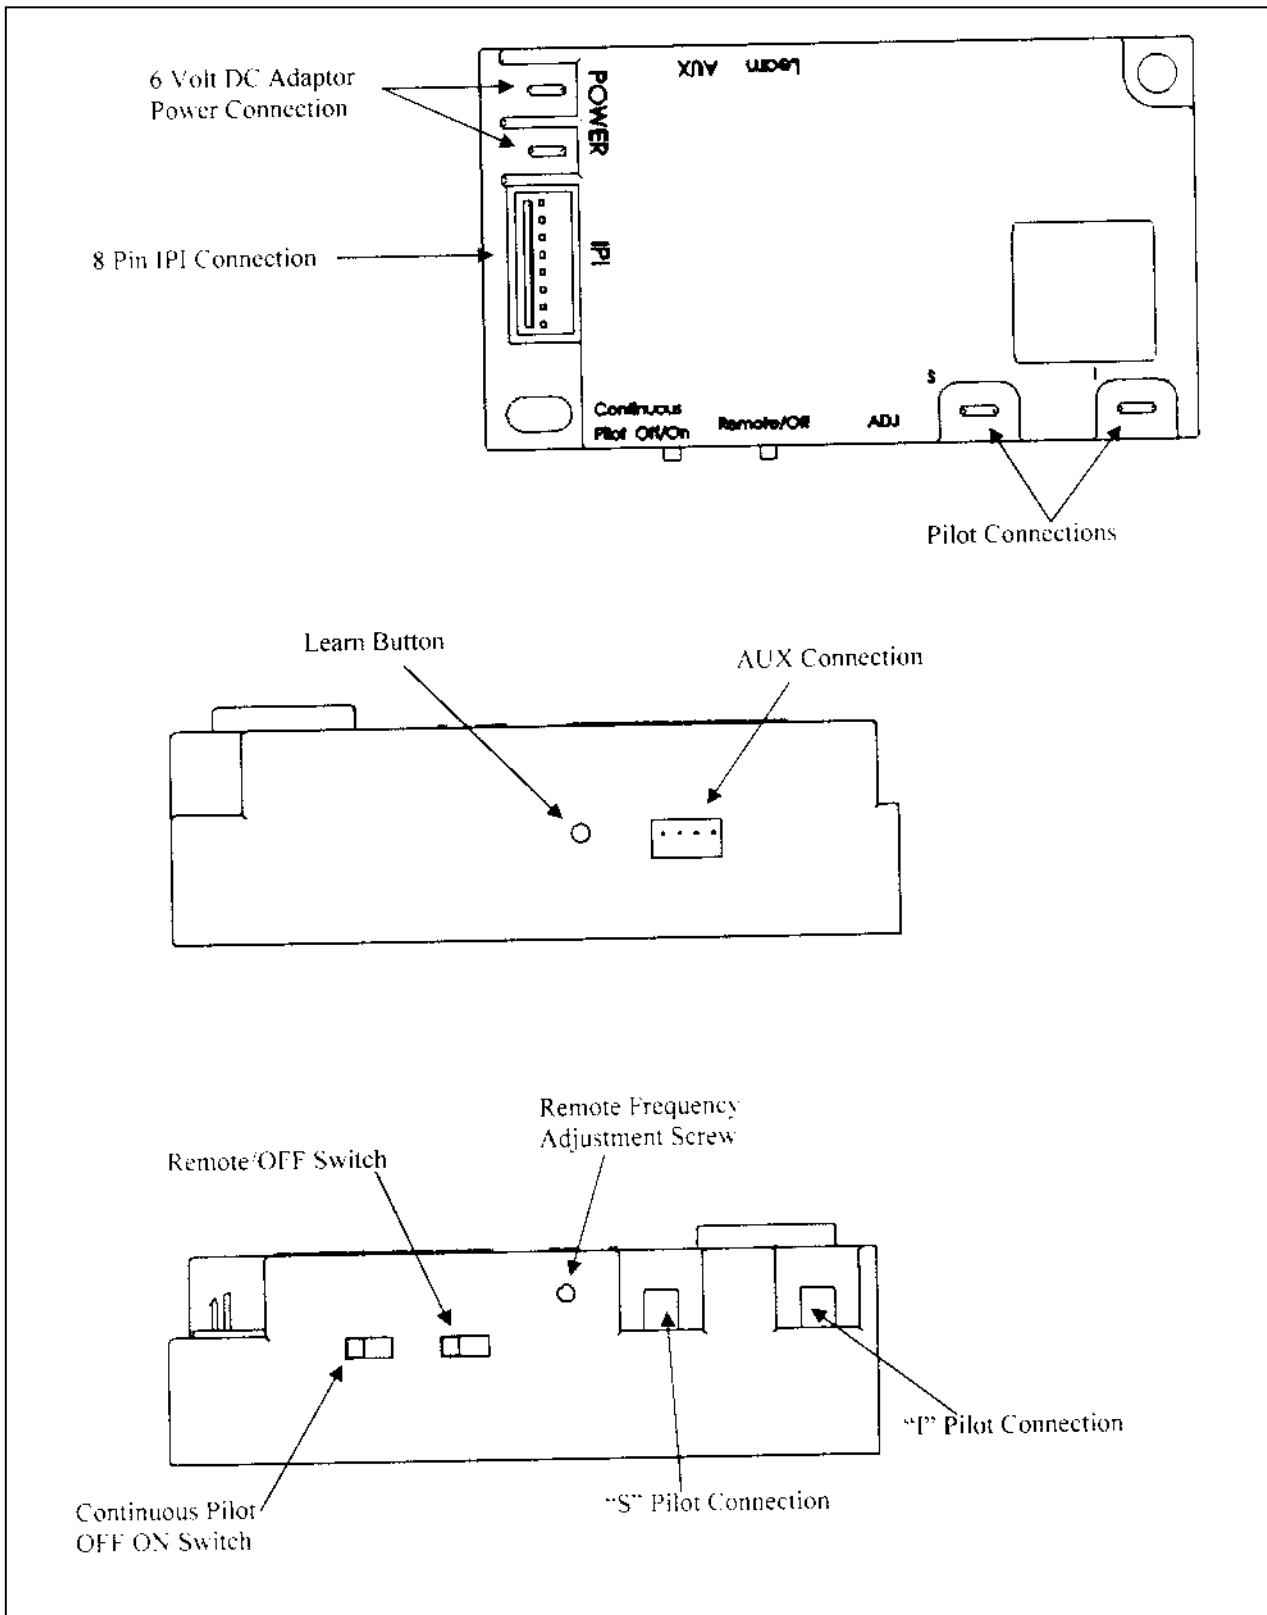 6 Volt DC Adaptor
Power Connection
POWER
AUX
Learn
8 Pin IPI Connection
IPI
Continuous
Pilot Off/On
Remote/Off
ADJ
S
I
Pilot Connections
Learn Button
AUX Connection
Remote Frequency
Adjustment Screw
Remote/OFF Switch
"I" Pilot Connection
"S" Pilot Connection
Continuous Pilot
OFF ON Switch